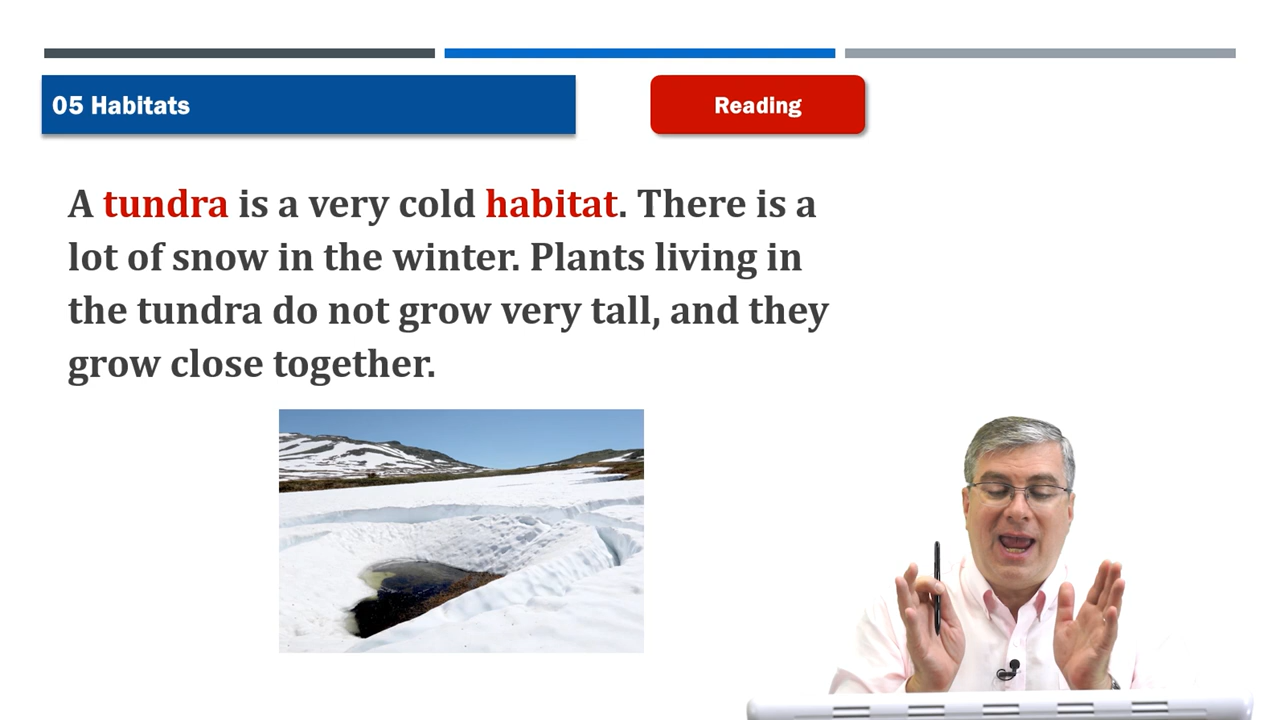 05 Habitats
Reading
A tundra is a very cold habitat. There is a
lot of snow in the winter. Plants living in
the tundra do not grow very tall, and they
grow close together.